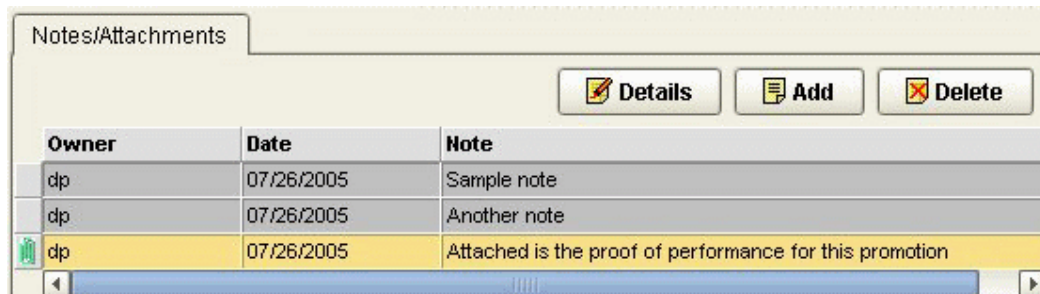 Notes/Attachments
Details Add Delete
Owner Date Note
dp 07/26/2005 Sample note
dp 07/26/2005 Another note
dp 07/26/2005 Attached is the proof of performance for this promotion